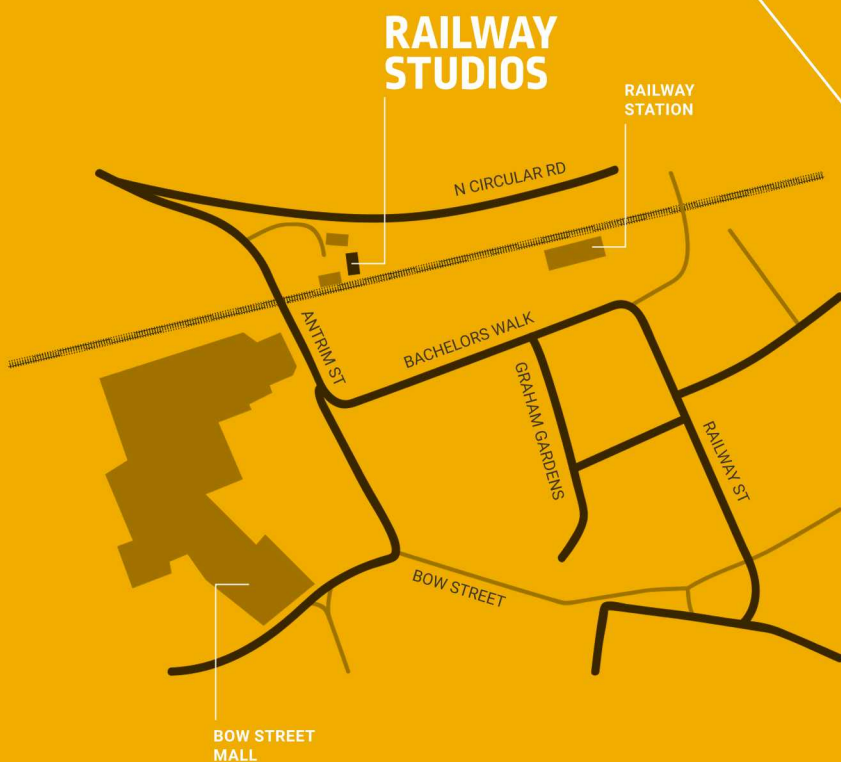 RAILWAY
STUDIOS
RAILWAY
STATION
N CIRCULAR RD
ANTRIM ST
BACHELORS WALK
GRAHAM GARDENS
RAILWAY ST
BOW STREET
BOW STREET
MALL